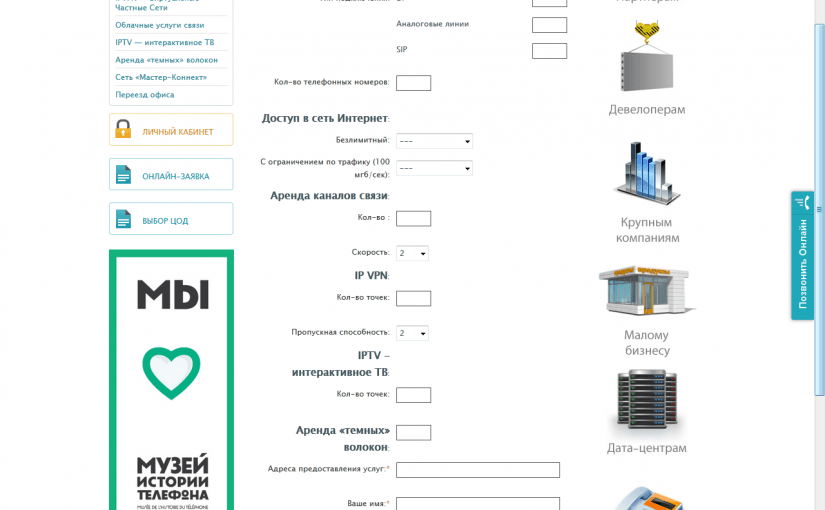 Частные Сети
Облачные услуги связи
IPTV — интерактивное ТВ
Аренда «темных» волокон
Сеть «Мастер-Коннект»
Переезд офиса
ЛИЧНЫЙ КАБИНЕТ
ОНЛАЙН-ЗАЯВКА
ВЫБОР ЦОД
МЫ
МУЗЕЙ
ИСТОРИИ
ТЕЛЕФОНА
MUSÉE DE L'HISTOIRE DU TÉLÉPHONE
Аналоговые линии
SIP
Кол-во телефонных номеров:
Доступ в сеть Интернет:
Безлимитный:
---
С ограничением по трафику (100
мгб/сек):
---
Аренда каналов связи:
Кол-во :
Скорость:
2
IP VPN:
Кол-во точек:
Пропускная способность:
2
IPTV –
интерактивное ТВ:
Кол-во точек:
Аренда «темных»
волокон:
Адреса предоставления услуг:*
Ваше имя:*
Девелоперам
Крупным
компаниям
Малому
бизнесу
Дата-центрам
Позвонить Онлайн